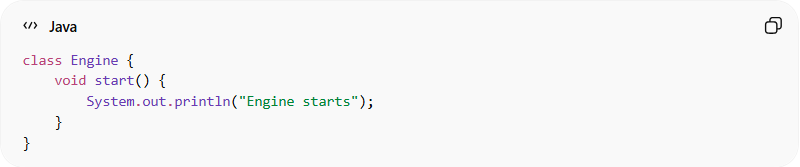 Java
class Engine {
    void start() {
        System.out.println("Engine starts");
    }
}